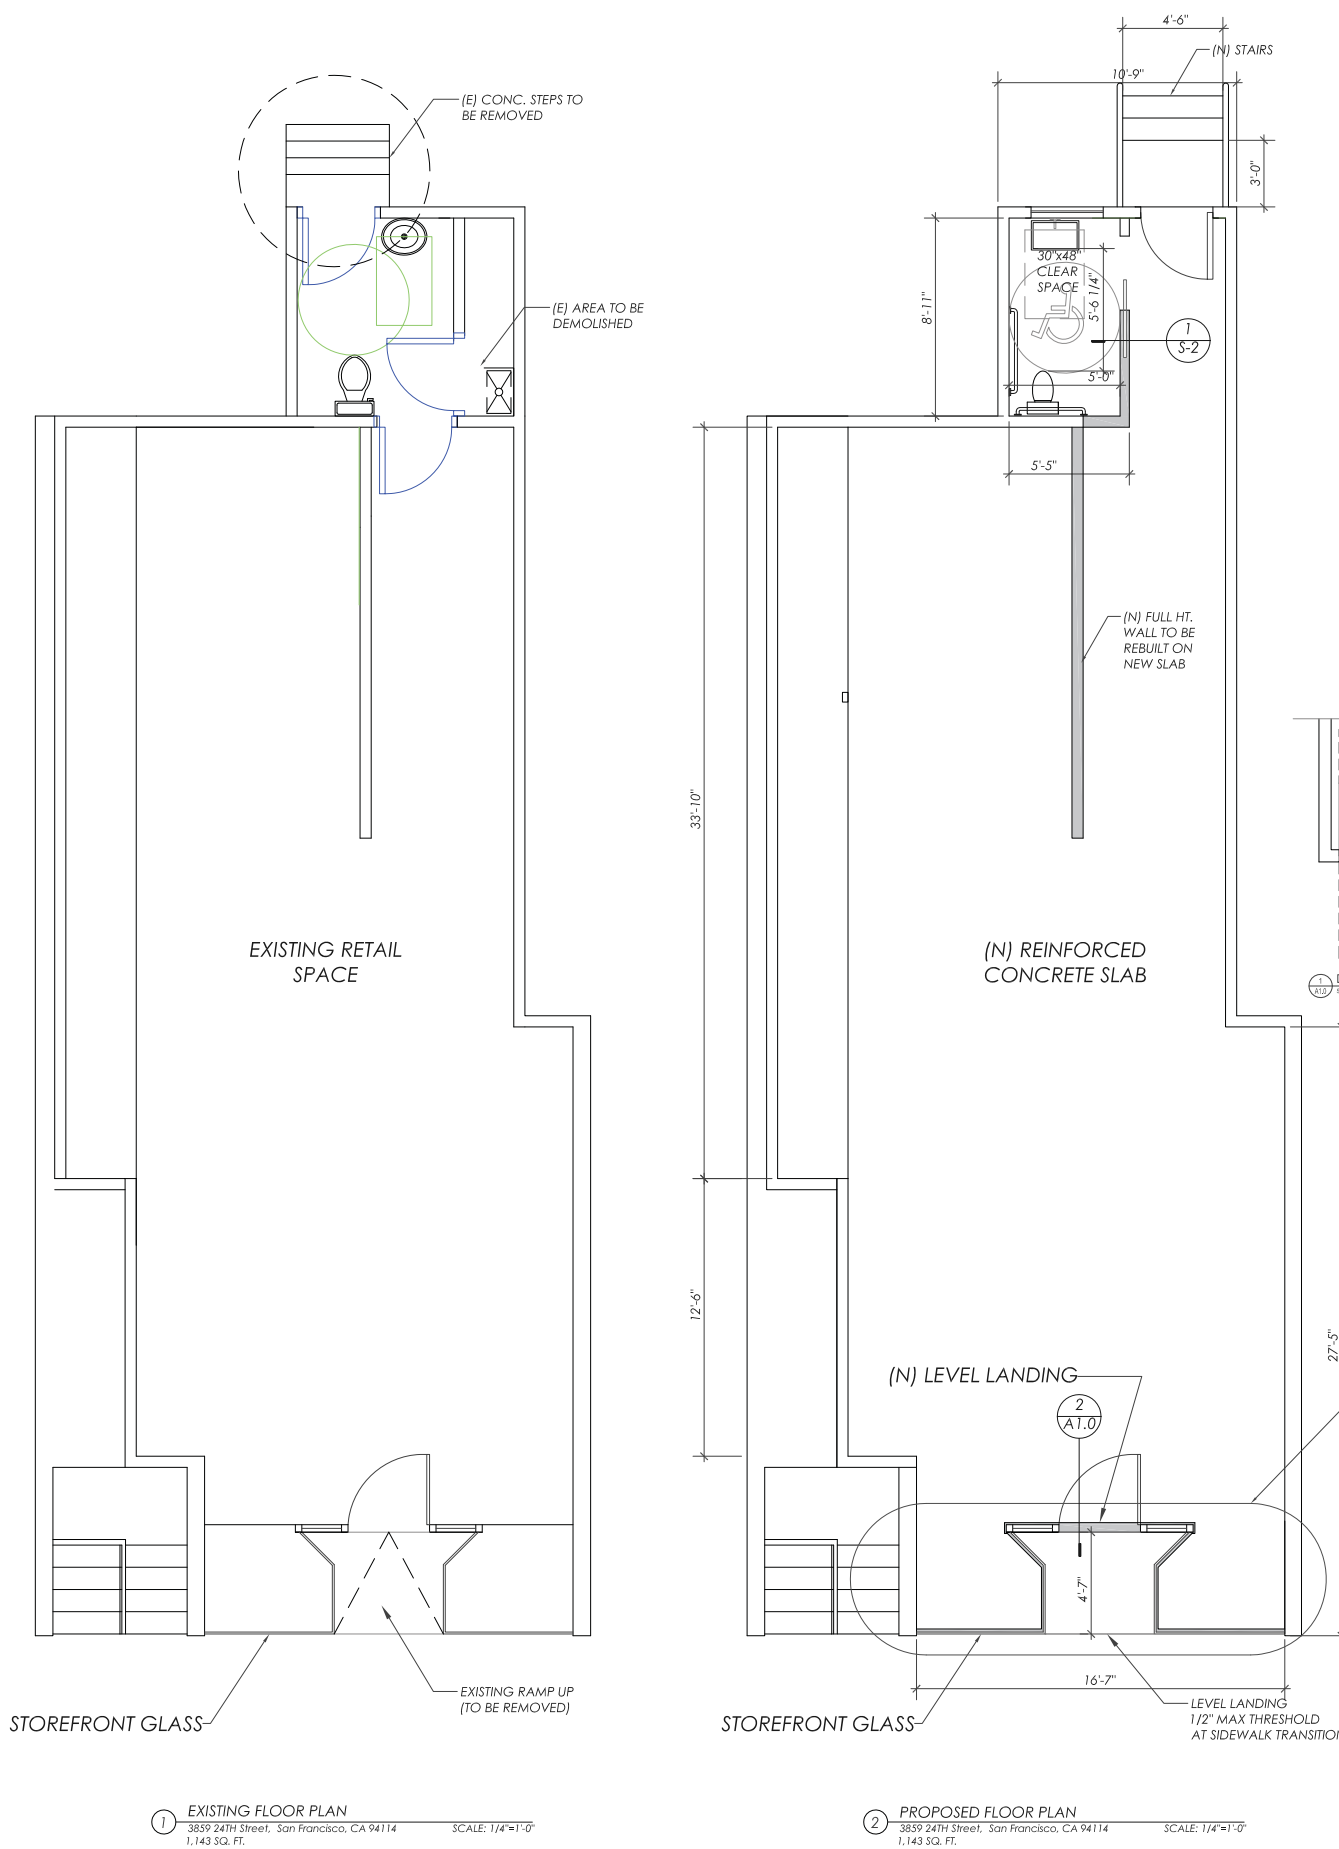 (E) CONC. STEPS TO
BE REMOVED
(E) AREA TO BE
DEMOLISHED
EXISTING RETAIL
SPACE
EXISTING RAMP UP
(TO BE REMOVED)
STOREFRONT GLASS
1
EXISTING FLOOR PLAN
3859 24TH Street, San Francisco, CA 94114
SCALE: 1/4"=1'-0"
1,143 SQ. FT.
4'-6"
(N) STAIRS
10'-9"
3'-0"
30"x48"
CLEAR
SPACE
5'-6 1/4"
8'-11"
1
S-2
5'-0"
5'-5"
(N) FULL HT.
WALL TO BE
REBUILT ON
NEW SLAB
33'-10"
(N) REINFORCED
CONCRETE SLAB
1
A1.0
12'-6"
27'-5"
(N) LEVEL LANDING
2
A1.0
4'-7"
16'-7"
STOREFRONT GLASS
LEVEL LANDING
1/2" MAX THRESHOLD
AT SIDEWALK TRANSITION
2
PROPOSED FLOOR PLAN
3859 24TH Street, San Francisco, CA 94114
SCALE: 1/4"=1'-0"
1,143 SQ. FT.